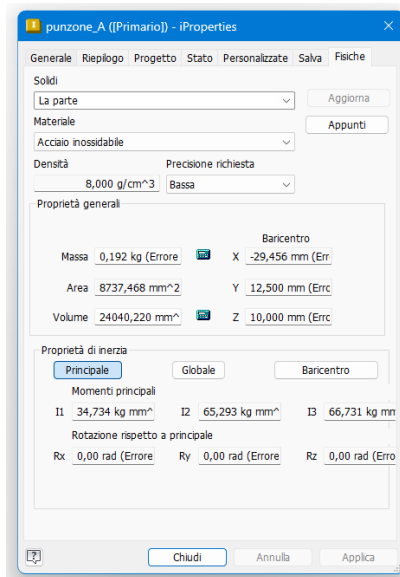 punzone_A ([Primario]) - iProperties
Generale Riepilogo Progetto Stato Personalizzate Salva Fisiche
Solidi
La parte Aggiorna
Materiale Appunti
Acciaio inossidabile
Densità Precisione richiesta
8,000 g/cm^3 Bassa
Proprietà generali
Baricentro
Massa 0,192 kg (Errore X -29,456 mm (Err
Area 8737,468 mm^2 Y 12,500 mm (Errc
Volume 24040,220 mm^ Z 10,000 mm (Errc
Proprietà di inerzia
Principale Globale Baricentro
Momenti principali
I1 34,734 kg mm^ I2 65,293 kg mm^ I3 66,731 kg mm
Rotazione rispetto a principale
Rx 0,00 rad (Errore Ry 0,00 rad (Errore Rz 0,00 rad (Erro
? Chiudi Annulla Applica